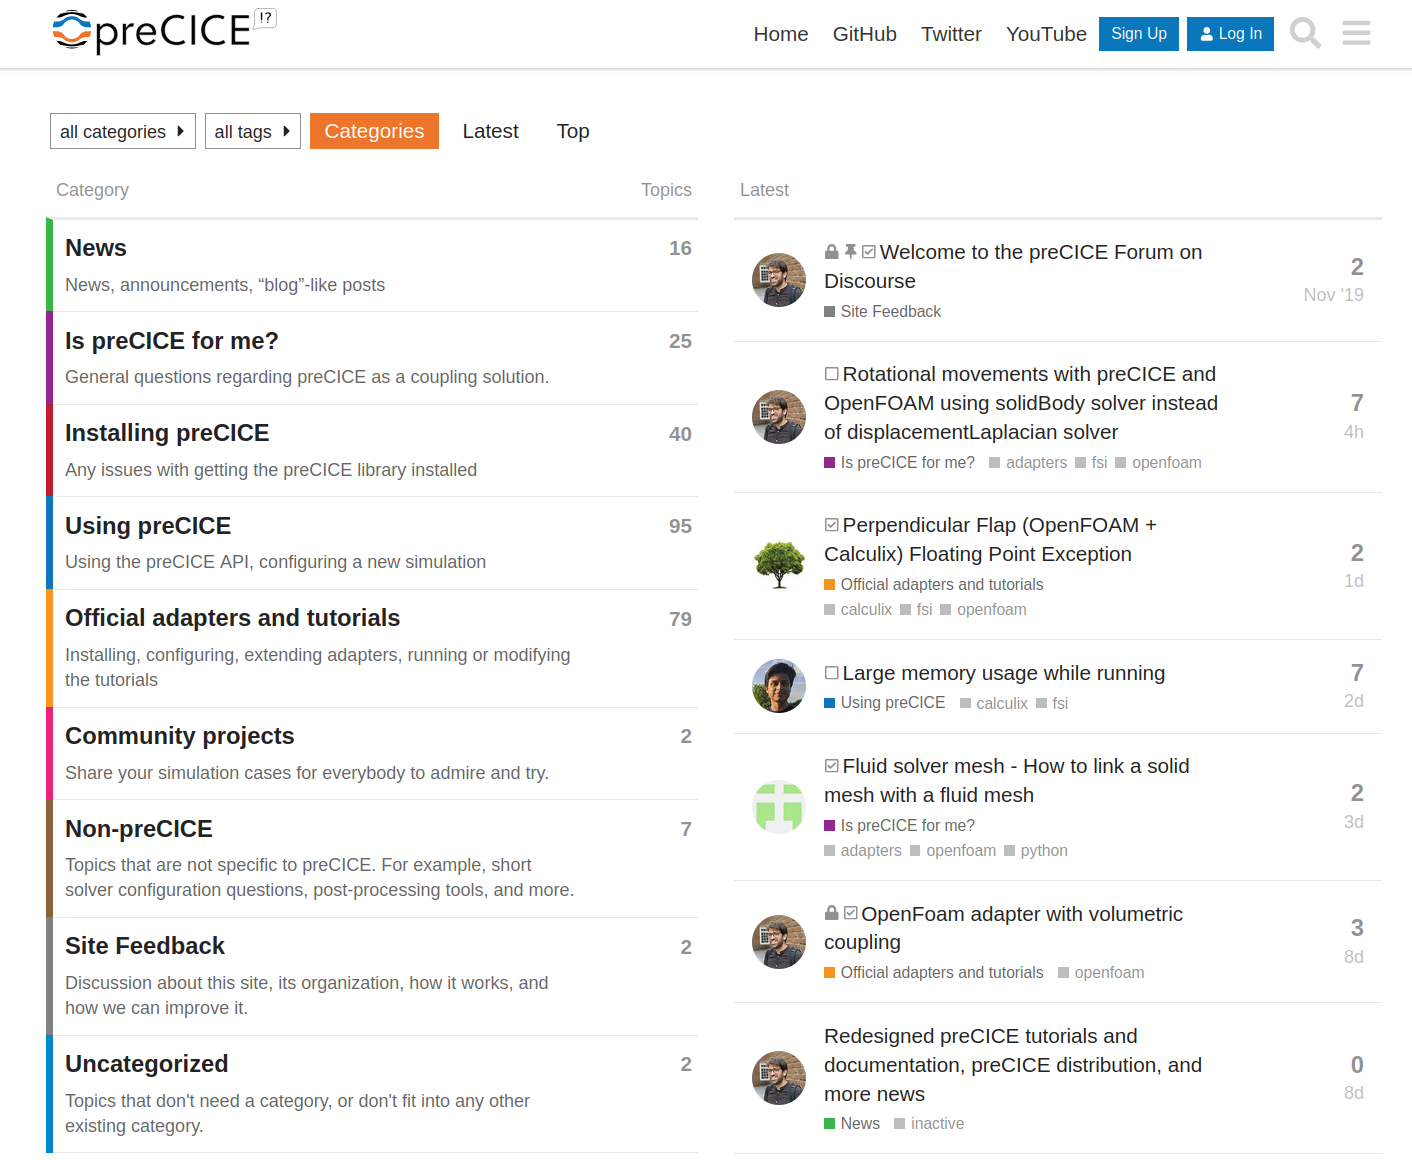 preCICE !?
Home GitHub Twitter YouTube Sign Up Log In
all categories all tags Categories Latest Top
Category Topics
News 16
News, announcements, “blog”-like posts
Is preCICE for me? 25
General questions regarding preCICE as a coupling solution.
Installing preCICE 40
Any issues with getting the preCICE library installed
Using preCICE 95
Using the preCICE API, configuring a new simulation
Official adapters and tutorials 79
Installing, configuring, extending adapters, running or modifying
the tutorials
Community projects 2
Share your simulation cases for everybody to admire and try.
Non-preCICE 7
Topics that are not specific to preCICE. For example, short
solver configuration questions, post-processing tools, and more.
Site Feedback 2
Discussion about this site, its organization, how it works, and
how we can improve it.
Uncategorized 2
Topics that don't need a category, or don't fit into any other
existing category.
Latest
Welcome to the preCICE Forum on
Discourse
2
Nov '19
Site Feedback
Rotational movements with preCICE and
OpenFOAM using solidBody solver instead
of displacementLaplacian solver
7
4h
Is preCICE for me? adapters fsi openfoam
Perpendicular Flap (OpenFOAM +
Calculix) Floating Point Exception
2
1d
Official adapters and tutorials
calculix fsi openfoam
Large memory usage while running
7
2d
Using preCICE calculix fsi
Fluid solver mesh - How to link a solid
mesh with a fluid mesh
2
3d
Is preCICE for me?
adapters openfoam python
OpenFoam adapter with volumetric
coupling
3
8d
Official adapters and tutorials openfoam
Redesigned preCICE tutorials and
documentation, preCICE distribution, and
more news
0
8d
News inactive